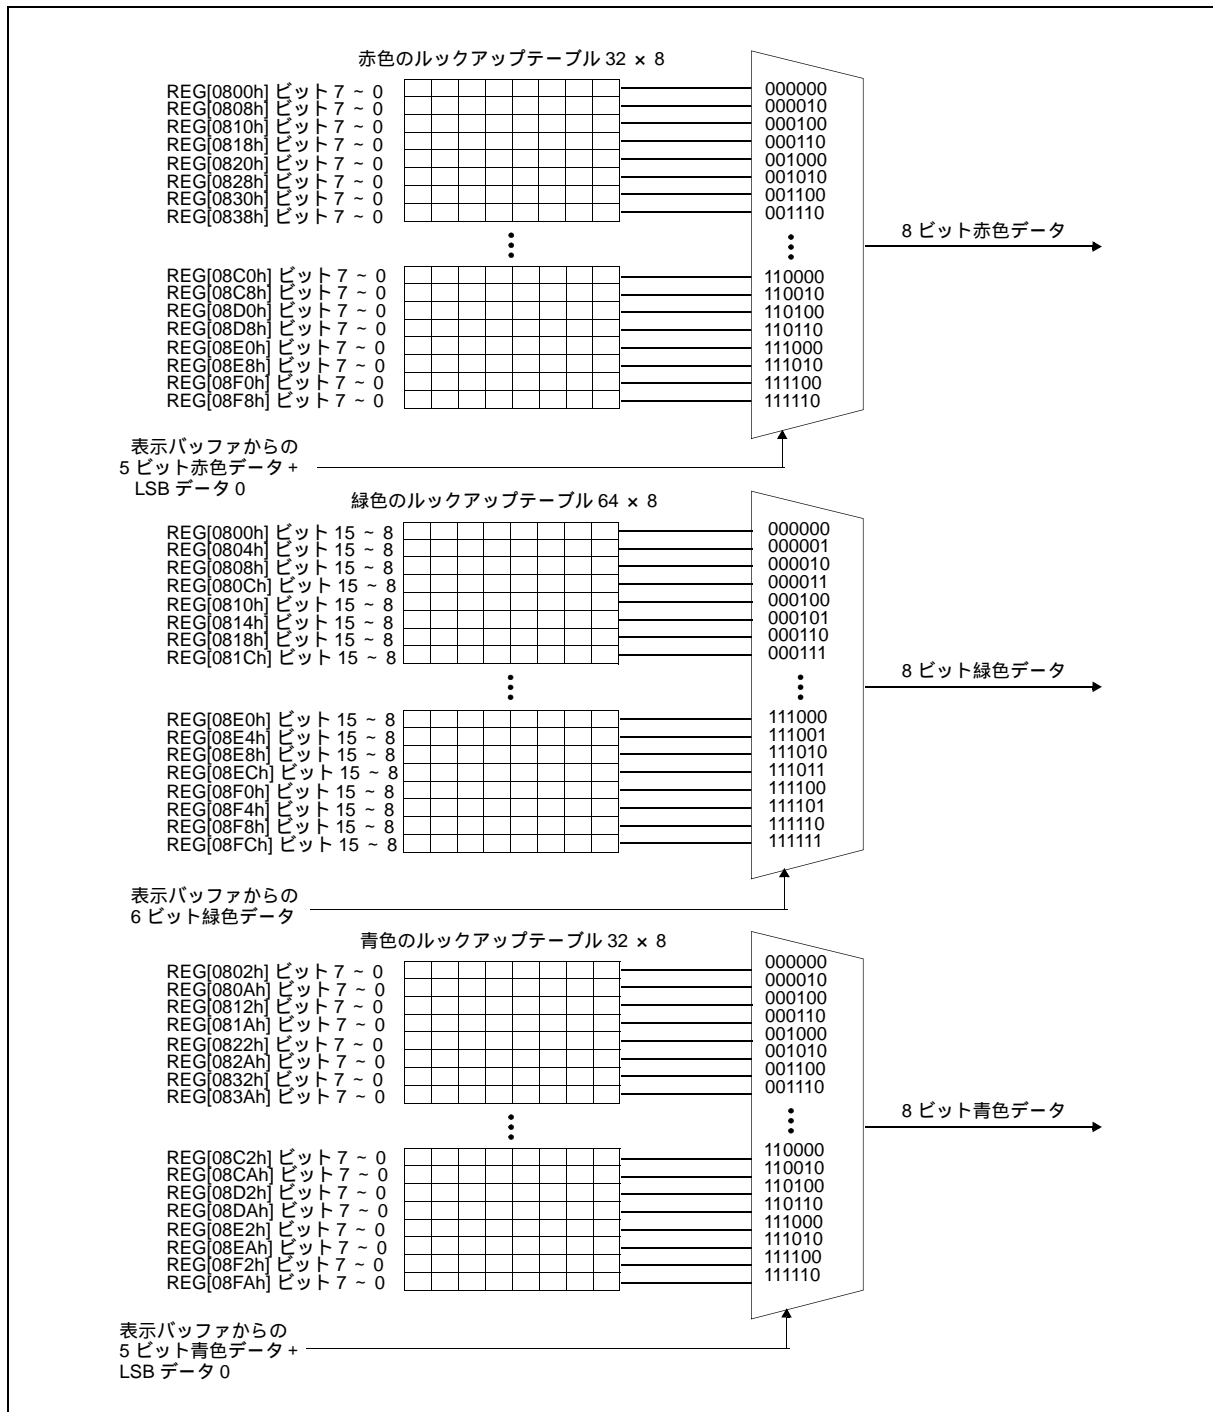 赤色のルックアップテーブル 32 × 8
REG[0800h] ビット 7 ~ 0
REG[0808h] ビット 7 ~ 0
REG[0810h] ビット 7 ~ 0
REG[0818h] ビット 7 ~ 0
REG[0820h] ビット 7 ~ 0
REG[0828h] ビット 7 ~ 0
REG[0830h] ビット 7 ~ 0
REG[0838h] ビット 7 ~ 0
REG[08C0h] ビット 7 ~ 0
REG[08C8h] ビット 7 ~ 0
REG[08D0h] ビット 7 ~ 0
REG[08D8h] ビット 7 ~ 0
REG[08E0h] ビット 7 ~ 0
REG[08E8h] ビット 7 ~ 0
REG[08F0h] ビット 7 ~ 0
REG[08F8h] ビット 7 ~ 0
000000
000010
000100
000110
001000
001010
001100
001110
110000
110010
110100
110110
111000
111010
111100
111110
8 ビット赤色データ
表示バッファからの
5 ビット赤色データ +
LSB データ 0
緑色のルックアップテーブル 64 × 8
REG[0800h] ビット 15 ~ 8
REG[0804h] ビット 15 ~ 8
REG[0808h] ビット 15 ~ 8
REG[080Ch] ビット 15 ~ 8
REG[0810h] ビット 15 ~ 8
REG[0814h] ビット 15 ~ 8
REG[0818h] ビット 15 ~ 8
REG[081Ch] ビット 15 ~ 8
REG[08E0h] ビット 15 ~ 8
REG[08E4h] ビット 15 ~ 8
REG[08E8h] ビット 15 ~ 8
REG[08ECh] ビット 15 ~ 8
REG[08F0h] ビット 15 ~ 8
REG[08F4h] ビット 15 ~ 8
REG[08F8h] ビット 15 ~ 8
REG[08FCh] ビット 15 ~ 8
000000
000001
000010
000011
000100
000101
000110
000111
111000
111001
111010
111011
111100
111101
111110
111111
8 ビット緑色データ
表示バッファからの
6 ビット緑色データ
青色のルックアップテーブル 32 × 8
REG[0802h] ビット 7 ~ 0
REG[080Ah] ビット 7 ~ 0
REG[0812h] ビット 7 ~ 0
REG[081Ah] ビット 7 ~ 0
REG[0822h] ビット 7 ~ 0
REG[082Ah] ビット 7 ~ 0
REG[0832h] ビット 7 ~ 0
REG[083Ah] ビット 7 ~ 0
REG[08C2h] ビット 7 ~ 0
REG[08CAh] ビット 7 ~ 0
REG[08D2h] ビット 7 ~ 0
REG[08DAh] ビット 7 ~ 0
REG[08E2h] ビット 7 ~ 0
REG[08EAh] ビット 7 ~ 0
REG[08F2h] ビット 7 ~ 0
REG[08FAh] ビット 7 ~ 0
000000
000010
000100
000110
001000
001010
001100
001110
110000
110010
110100
110110
111000
111010
111100
111110
8 ビット青色データ
表示バッファからの
5 ビット青色データ +
LSB データ 0